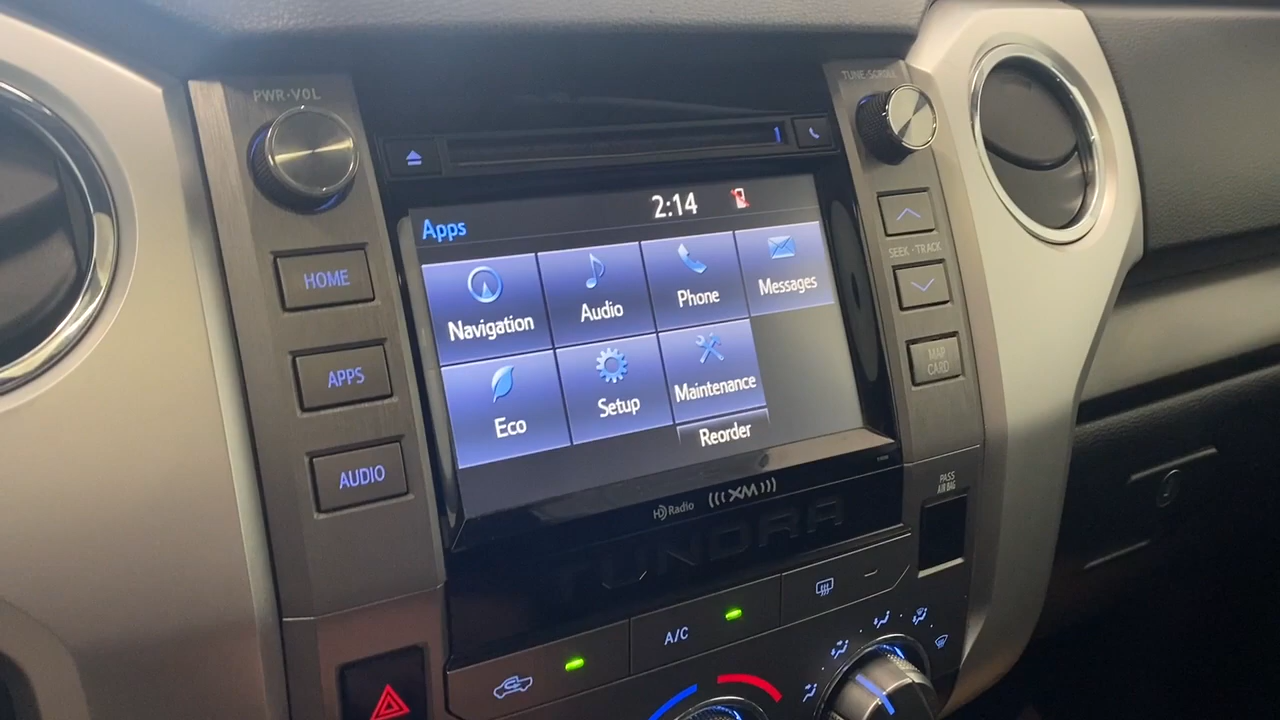 PWR·VOL
TUNE·SCROLL
1
2:14
Apps
HOME
APPS
AUDIO
Navigation
Audio
Phone
Messages
Eco
Setup
Maintenance
Reorder
SEEK·TRACK
MAP
CARD
HD Radio
((( XM )))
TUNDRA
PASS
AIR BAG
A/C